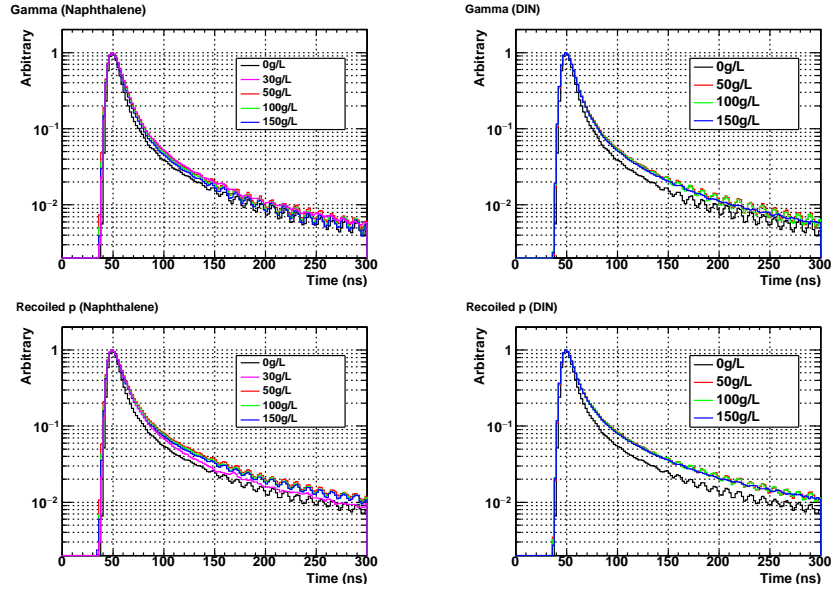 Gamma (Naphthalene)
Arbitrary
1
10⁻¹
10⁻²
0g/L
30g/L
50g/L
100g/L
150g/L
0 50 100 150 200 250 300
Time (ns)
Gamma (DIN)
Arbitrary
1
10⁻¹
10⁻²
0g/L
50g/L
100g/L
150g/L
0 50 100 150 200 250 300
Time (ns)
Recoiled p (Naphthalene)
Arbitrary
1
10⁻¹
10⁻²
0g/L
30g/L
50g/L
100g/L
150g/L
0 50 100 150 200 250 300
Time (ns)
Recoiled p (DIN)
Arbitrary
1
10⁻¹
10⁻²
0g/L
50g/L
100g/L
150g/L
0 50 100 150 200 250 300
Time (ns)